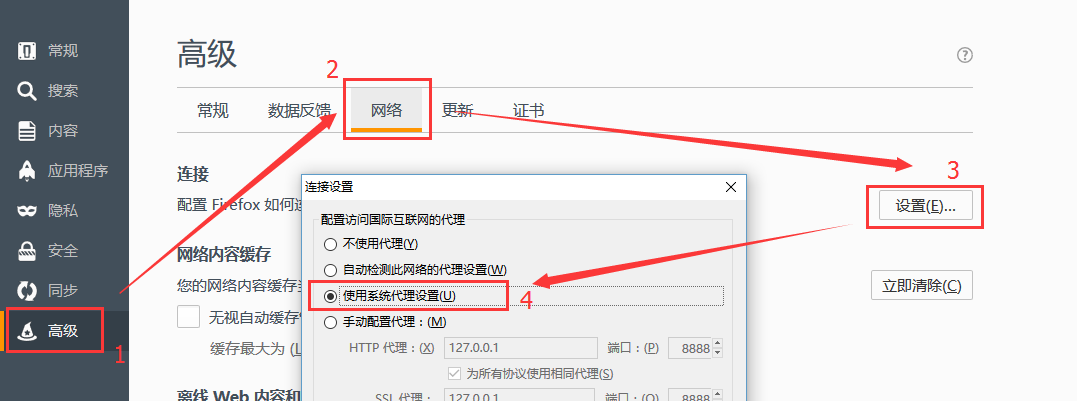 常规
搜索
内容
应用程序
隐私
安全
同步
高级
1
高级
2
常规 数据反馈 网络 更新 证书
3
连接
配置 Firefox 如何
设置(E)...
网络内容缓存
您的网络内容缓存
立即清除(C)
无视自动缓存
缓存最大为 (L
离线 Web 内容和
连接设置
配置访问国际互联网的代理
不使用代理(Y)
自动检测此网络的代理设置(W)
使用系统代理设置(U)
4
手动配置代理：(M)
HTTP 代理：(X) 127.0.0.1 端口：(P) 8888
为所有协议使用相同代理(S)
SSL 代理： 127.0.0.1 端口：(O) 8888